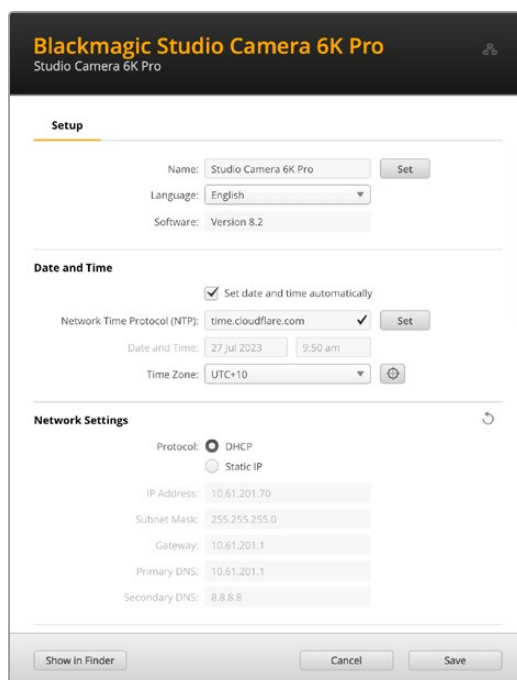 Blackmagic Studio Camera 6K Pro
Studio Camera 6K Pro
Setup
Name: Studio Camera 6K Pro Set
Language: English
Software: Version 8.2
Date and Time
Set date and time automatically
Network Time Protocol (NTP): time.cloudflare.com Set
Date and Time: 27 Jul 2023 9:50 am
Time Zone: UTC+10
Network Settings
Protocol: DHCP
Static IP
IP Address: 10.61.201.70
Subnet Mask: 255.255.255.0
Gateway: 10.61.201.1
Primary DNS: 10.61.201.1
Secondary DNS: 8.8.8.8
Show in Finder Cancel Save